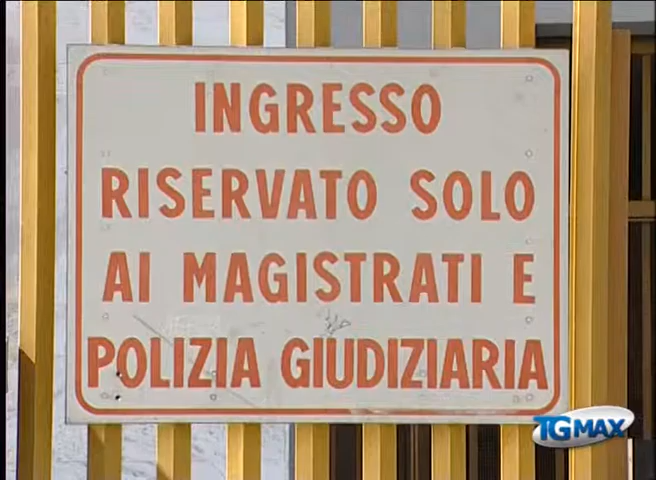 INGRESSO
RISERVATO SOLO
AI MAGISTRATI E
POLIZIA GIUDIZIARIA
TGMAX